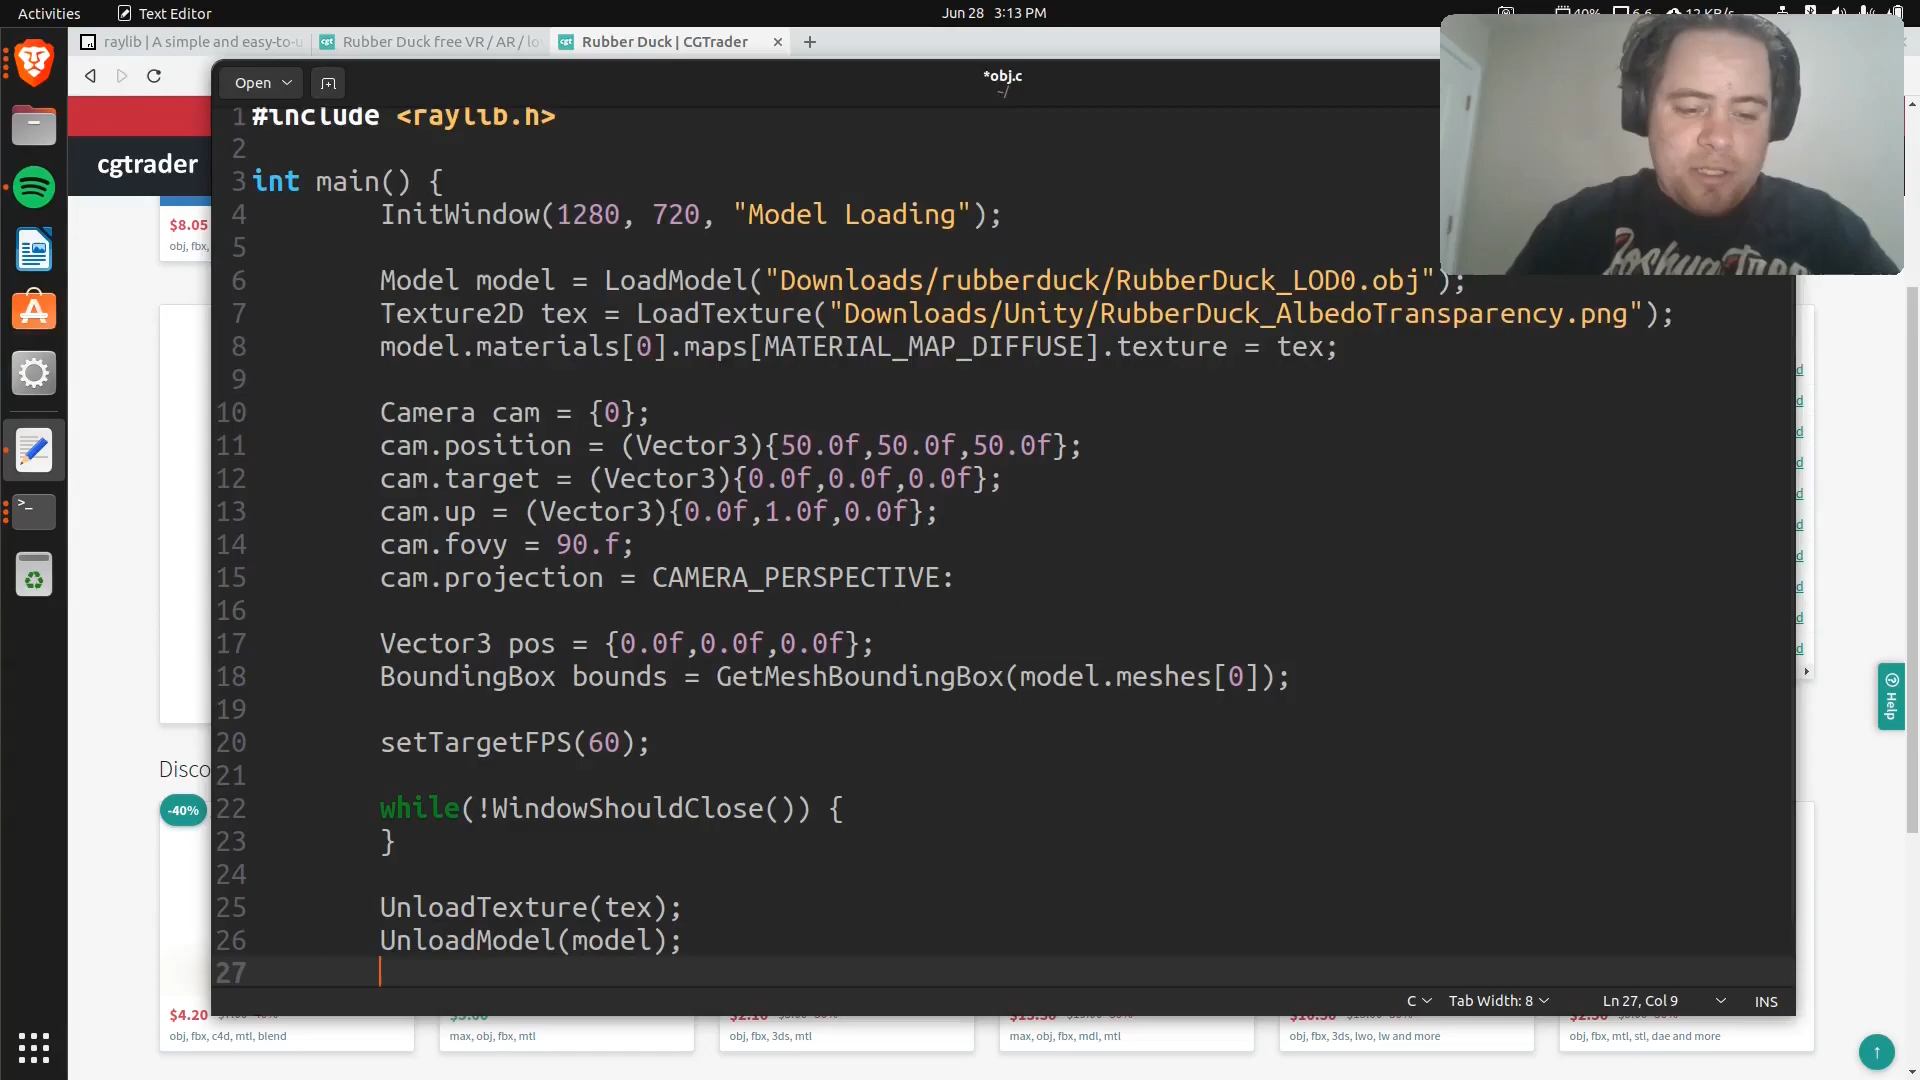 Activities
Text Editor
Jun 28 3:13 PM
raylib | A simple and easy-to-u
Rubber Duck free VR / AR / lo
Rubber Duck | CGTrader
Open
*obj.c
~/
cgtrader
$8.05
obj, fbx,
1 #include <raylib.h>
2
3 int main() {
4 InitWindow(1280, 720, "Model Loading");
5
6 Model model = LoadModel("Downloads/rubberduck/RubberDuck_LOD0.obj");
7 Texture2D tex = LoadTexture("Downloads/Unity/RubberDuck_AlbedoTransparency.png");
8 model.materials[0].maps[MATERIAL_MAP_DIFFUSE].texture = tex;
9
10 Camera cam = {0};
11 cam.position = (Vector3){50.0f,50.0f,50.0f};
12 cam.target = (Vector3){0.0f,0.0f,0.0f};
13 cam.up = (Vector3){0.0f,1.0f,0.0f};
14 cam.fovy = 90.f;
15 cam.projection = CAMERA_PERSPECTIVE:
16
17 Vector3 pos = {0.0f,0.0f,0.0f};
18 BoundingBox bounds = GetMeshBoundingBox(model.meshes[0]);
19
20 setTargetFPS(60);
21
22 while(!WindowShouldClose()) {
23 }
24
25 UnloadTexture(tex);
26 UnloadModel(model);
27
Help
Disco
-40%
C
Tab Width: 8
Ln 27, Col 9
INS
$4.20
obj, fbx, c4d, mtl, blend
max, obj, fbx, mtl
obj, fbx, 3ds, mtl
max, obj, fbx, mdl, mtl
obj, fbx, 3ds, lwo, lw and more
obj, fbx, mtl, stl, dae and more